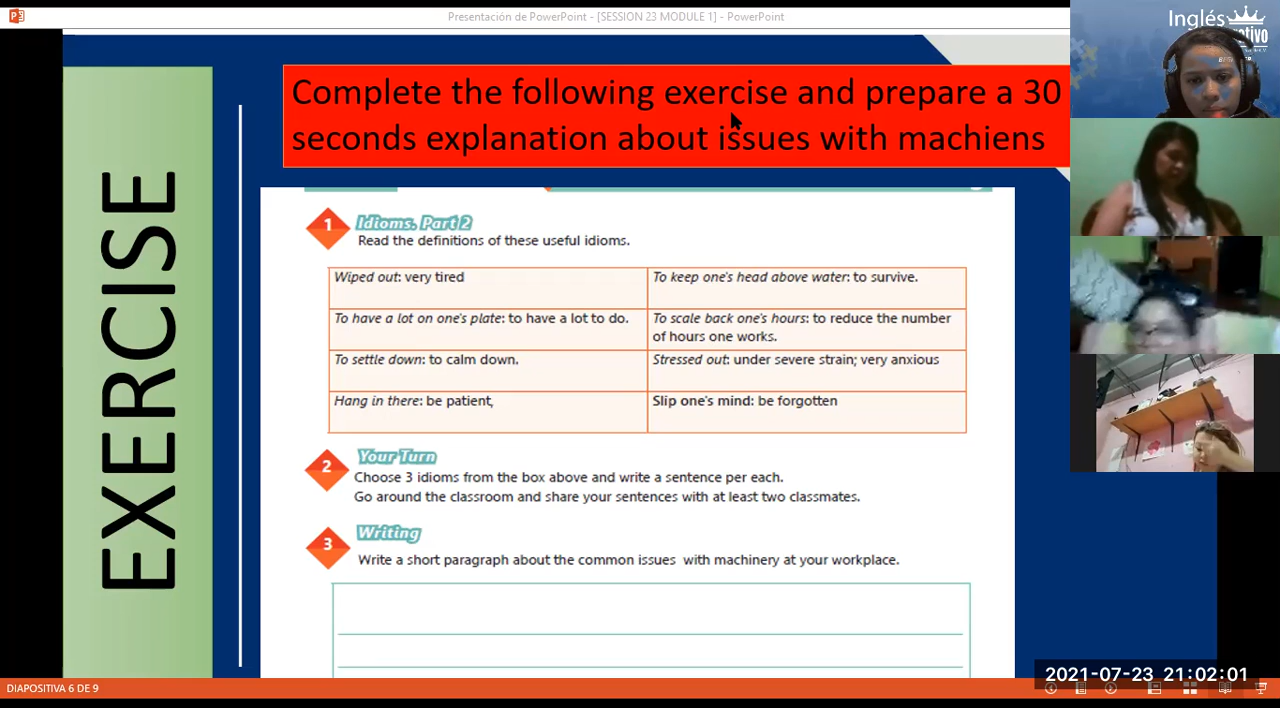 Presentación de PowerPoint - [SESSION 23 MODULE 1] - PowerPoint
Inglés
EXERCISE
Complete the following exercise and prepare a 30
seconds explanation about issues with machiens
1 Idioms. Part 2
Read the definitions of these useful idioms.
Wiped out: very tired
To keep one's head above water: to survive.
To have a lot on one's plate: to have a lot to do.
To scale back one's hours: to reduce the number
of hours one works.
To settle down: to calm down.
Stressed out: under severe strain; very anxious
Hang in there: be patient,
Slip one's mind: be forgotten
2 Your Turn
Choose 3 idioms from the box above and write a sentence per each.
Go around the classroom and share your sentences with at least two classmates.
3 Writing
Write a short paragraph about the common issues with machinery at your workplace.
2021-07-23 21:02:01
DIAPOSITIVA 6 DE 9